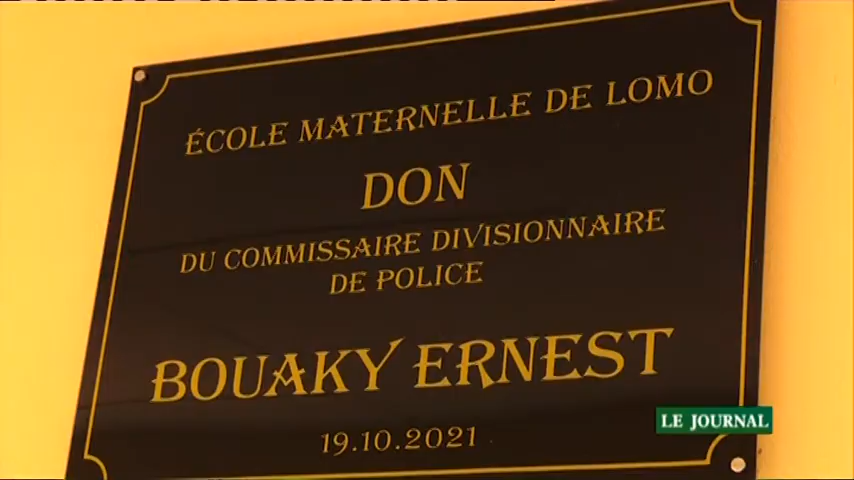 ÉCOLE MATERNELLE DE LOMO
DON
DU COMMISSAIRE DIVISIONNAIRE
DE POLICE
BOUAKY ERNEST
19.10.2021
LE JOURNAL